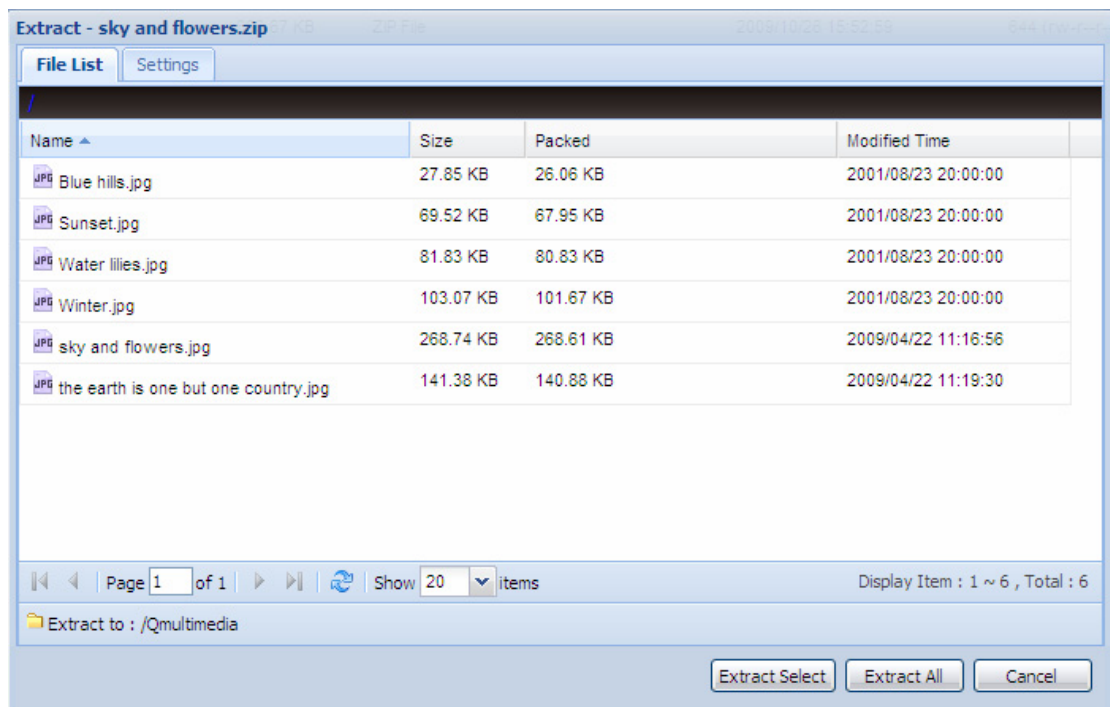 Extract - sky and flowers.zip
File List Settings
/
Name Size Packed Modified Time
JPG Blue hills.jpg 27.85 KB 26.06 KB 2001/08/23 20:00:00
JPG Sunset.jpg 69.52 KB 67.95 KB 2001/08/23 20:00:00
JPG Water lilies.jpg 81.83 KB 80.83 KB 2001/08/23 20:00:00
JPG Winter.jpg 103.07 KB 101.67 KB 2001/08/23 20:00:00
JPG sky and flowers.jpg 268.74 KB 268.61 KB 2009/04/22 11:16:56
JPG the earth is one but one country.jpg 141.38 KB 140.88 KB 2009/04/22 11:19:30
Page 1 of 1 Show 20 items Display Item : 1 ~ 6 , Total : 6
Extract to : /Qmultimedia
Extract Select Extract All Cancel